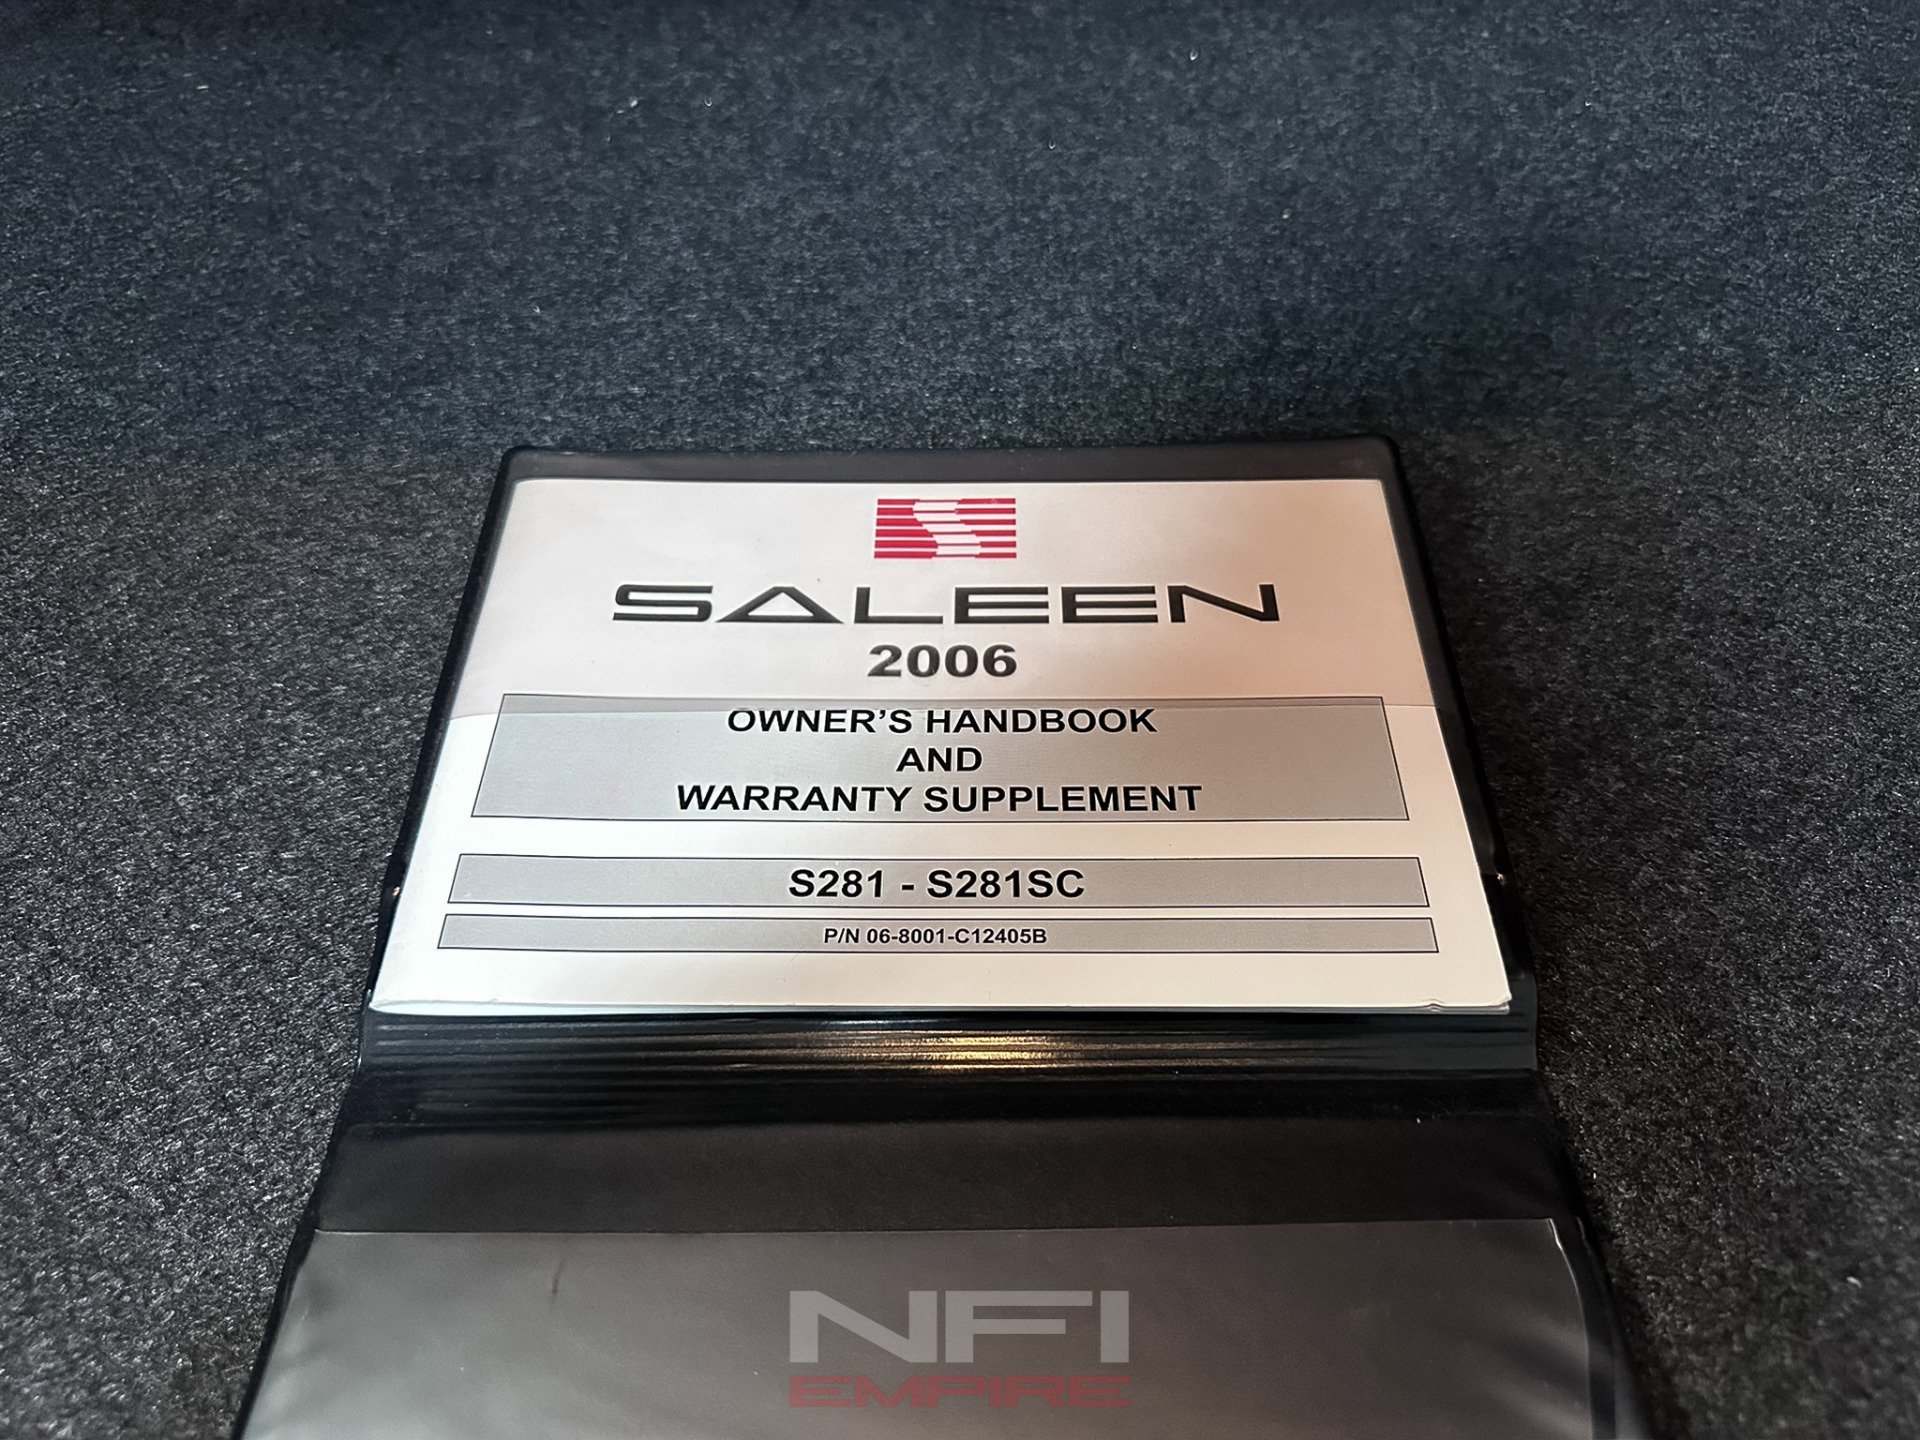 SALEEN
2006
OWNER'S HANDBOOK
AND
WARRANTY SUPPLEMENT
S281 - S281SC
P/N 06-8001-C12405B
NFI
EMPIRE